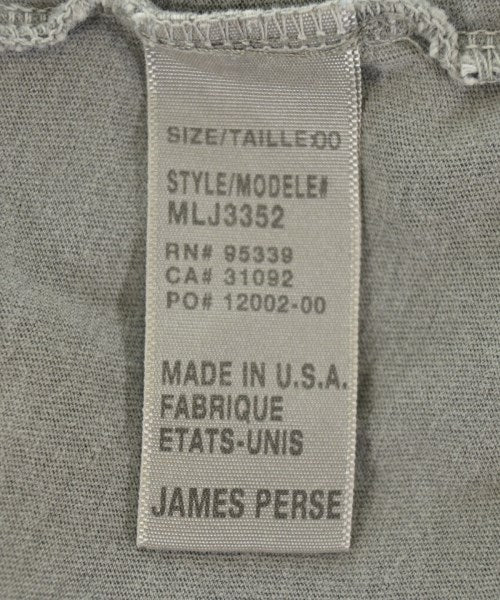 SIZE/TAILLE:00
STYLE/MODELE#
MLJ3352
RN# 95339
CA# 31092
PO# 12002-00
MADE IN U.S.A.
FABRIQUE
ETATS-UNIS
JAMES PERSE